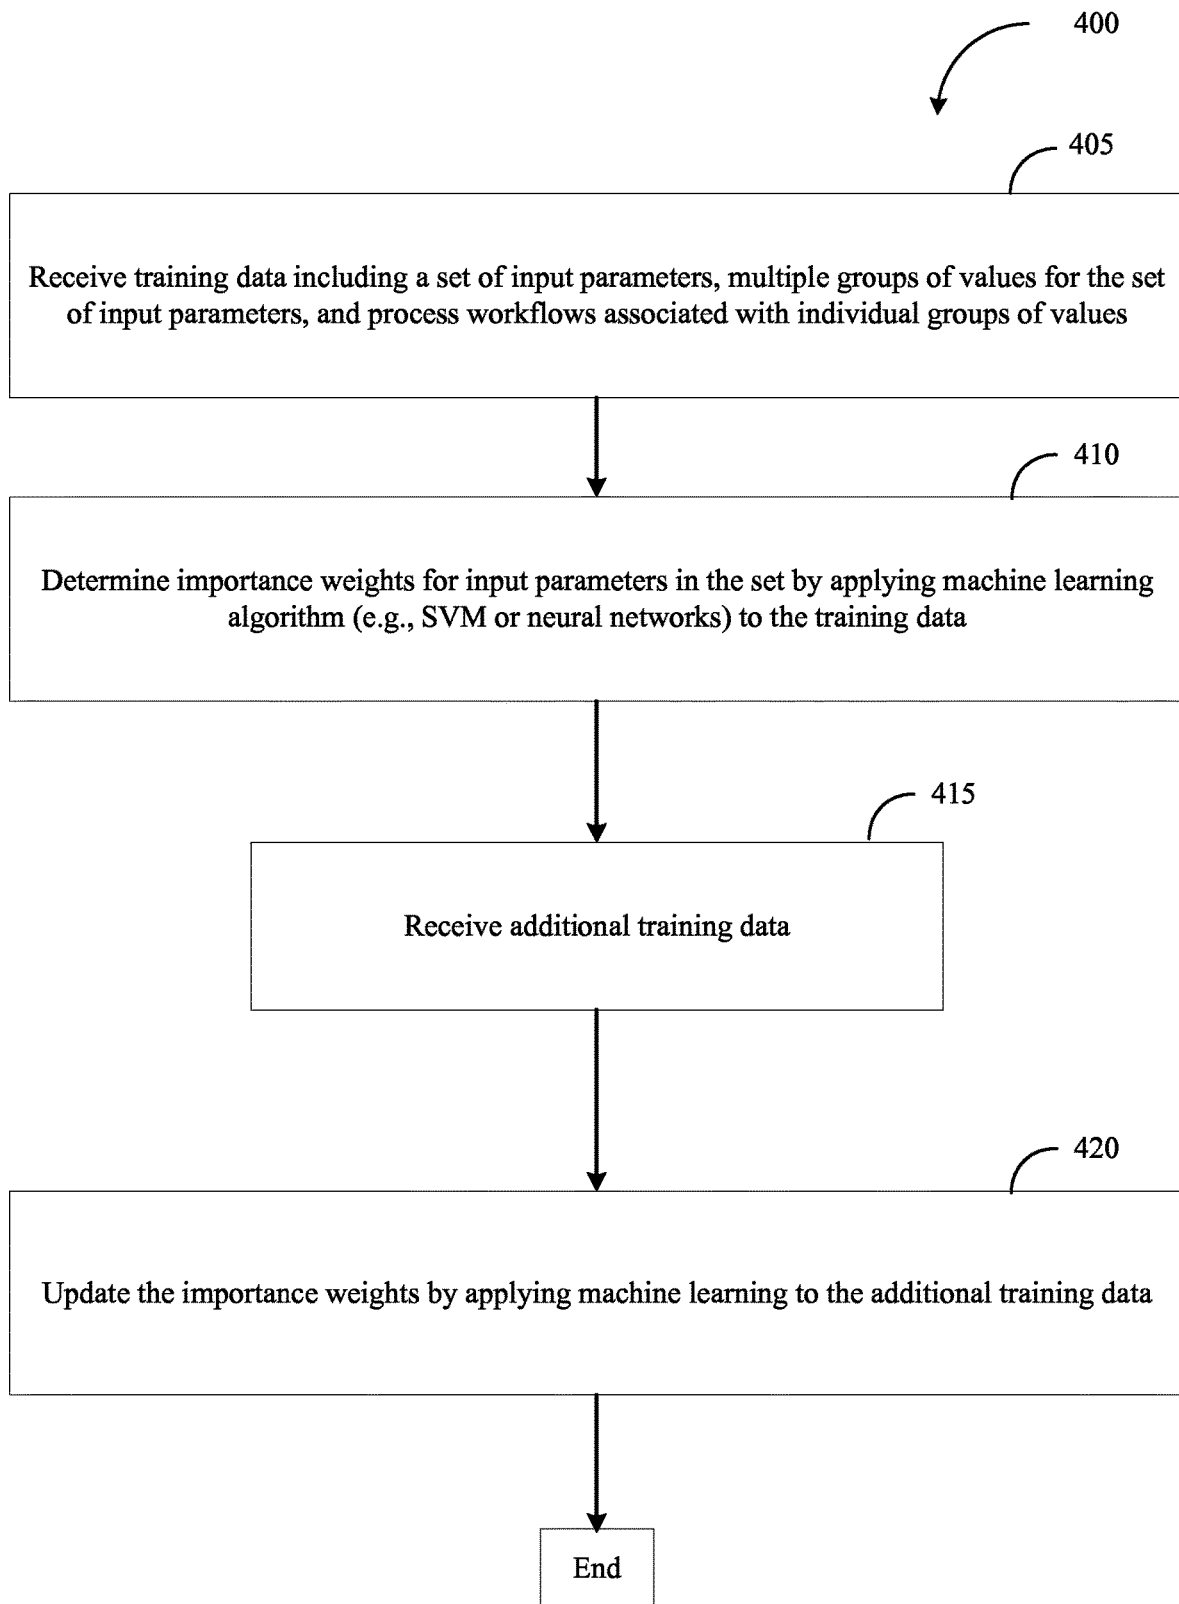 400
405
Receive training data including a set of input parameters, multiple groups of values for the set
of input parameters, and process workflows associated with individual groups of values
410
Determine importance weights for input parameters in the set by applying machine learning
algorithm (e.g., SVM or neural networks) to the training data
415
Receive additional training data
420
Update the importance weights by applying machine learning to the additional training data
End